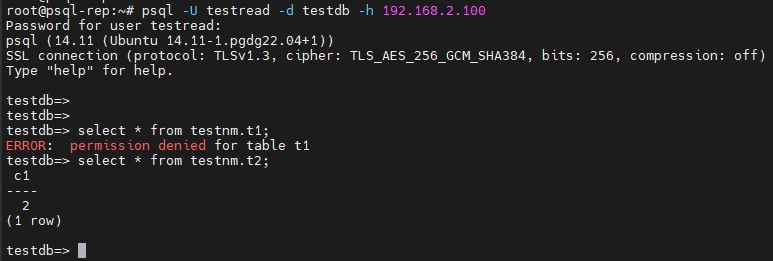 root@psql-rep:~# psql -U testread -d testdb -h 192.168.2.100
Password for user testread:
psql (14.11 (Ubuntu 14.11-1.pgdg22.04+1))
SSL connection (protocol: TLSv1.3, cipher: TLS_AES_256_GCM_SHA384, bits: 256, compression: off)
Type "help" for help.

testdb=>
testdb=>
testdb=> select * from testnm.t1;
ERROR:  permission denied for table t1
testdb=> select * from testnm.t2;
 c1
----
  2
(1 row)

testdb=>